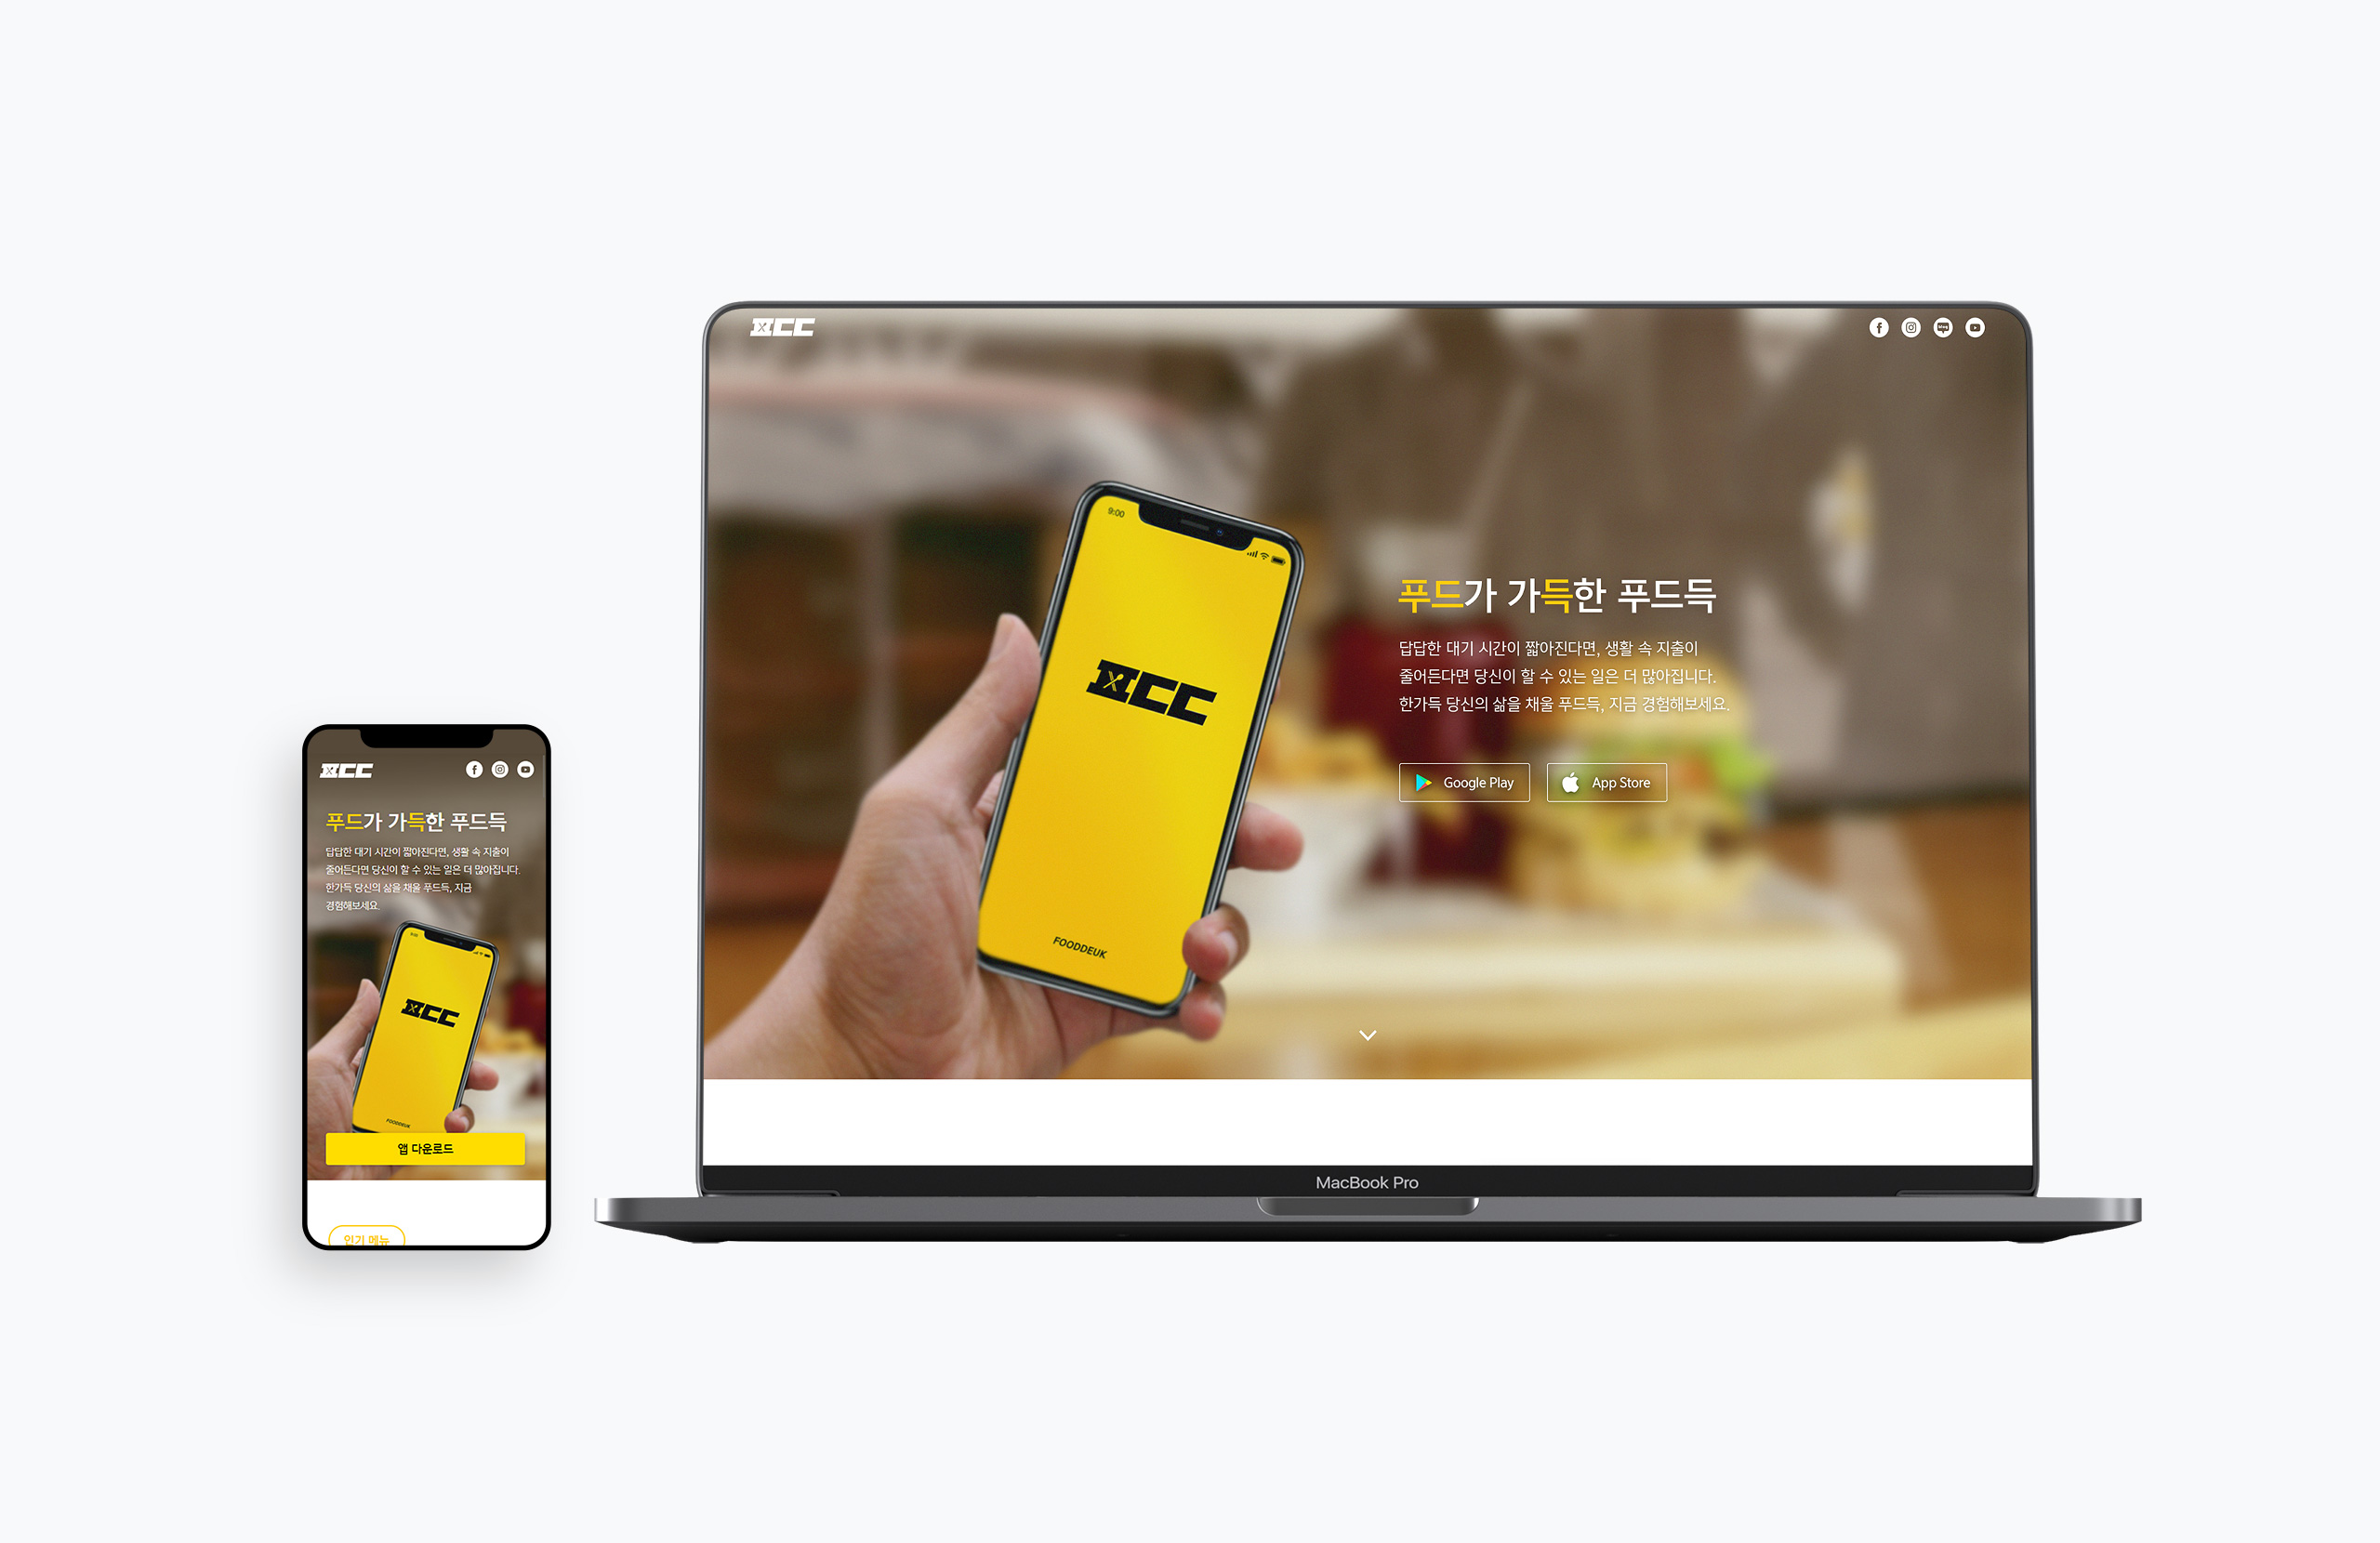 푸드가 가득한 푸드득
답답한 대기 시간이 짧아진다면, 생활 속 지출이
줄어든다면 당신이 할 수 있는 일은 더 많아집니다.
한가득 당신의 삶을 채울 푸드득, 지금
경험해보세요.
9:00
FOODDEUK
앱 다운로드
인기 메뉴
blog
9:00
푸드가 가득한 푸드득
답답한 대기 시간이 짧아진다면, 생활 속 지출이
줄어든다면 당신이 할 수 있는 일은 더 많아집니다.
한가득 당신의 삶을 채울 푸드득, 지금 경험해보세요.
Google Play
App Store
FOODDEUK
MacBook Pro